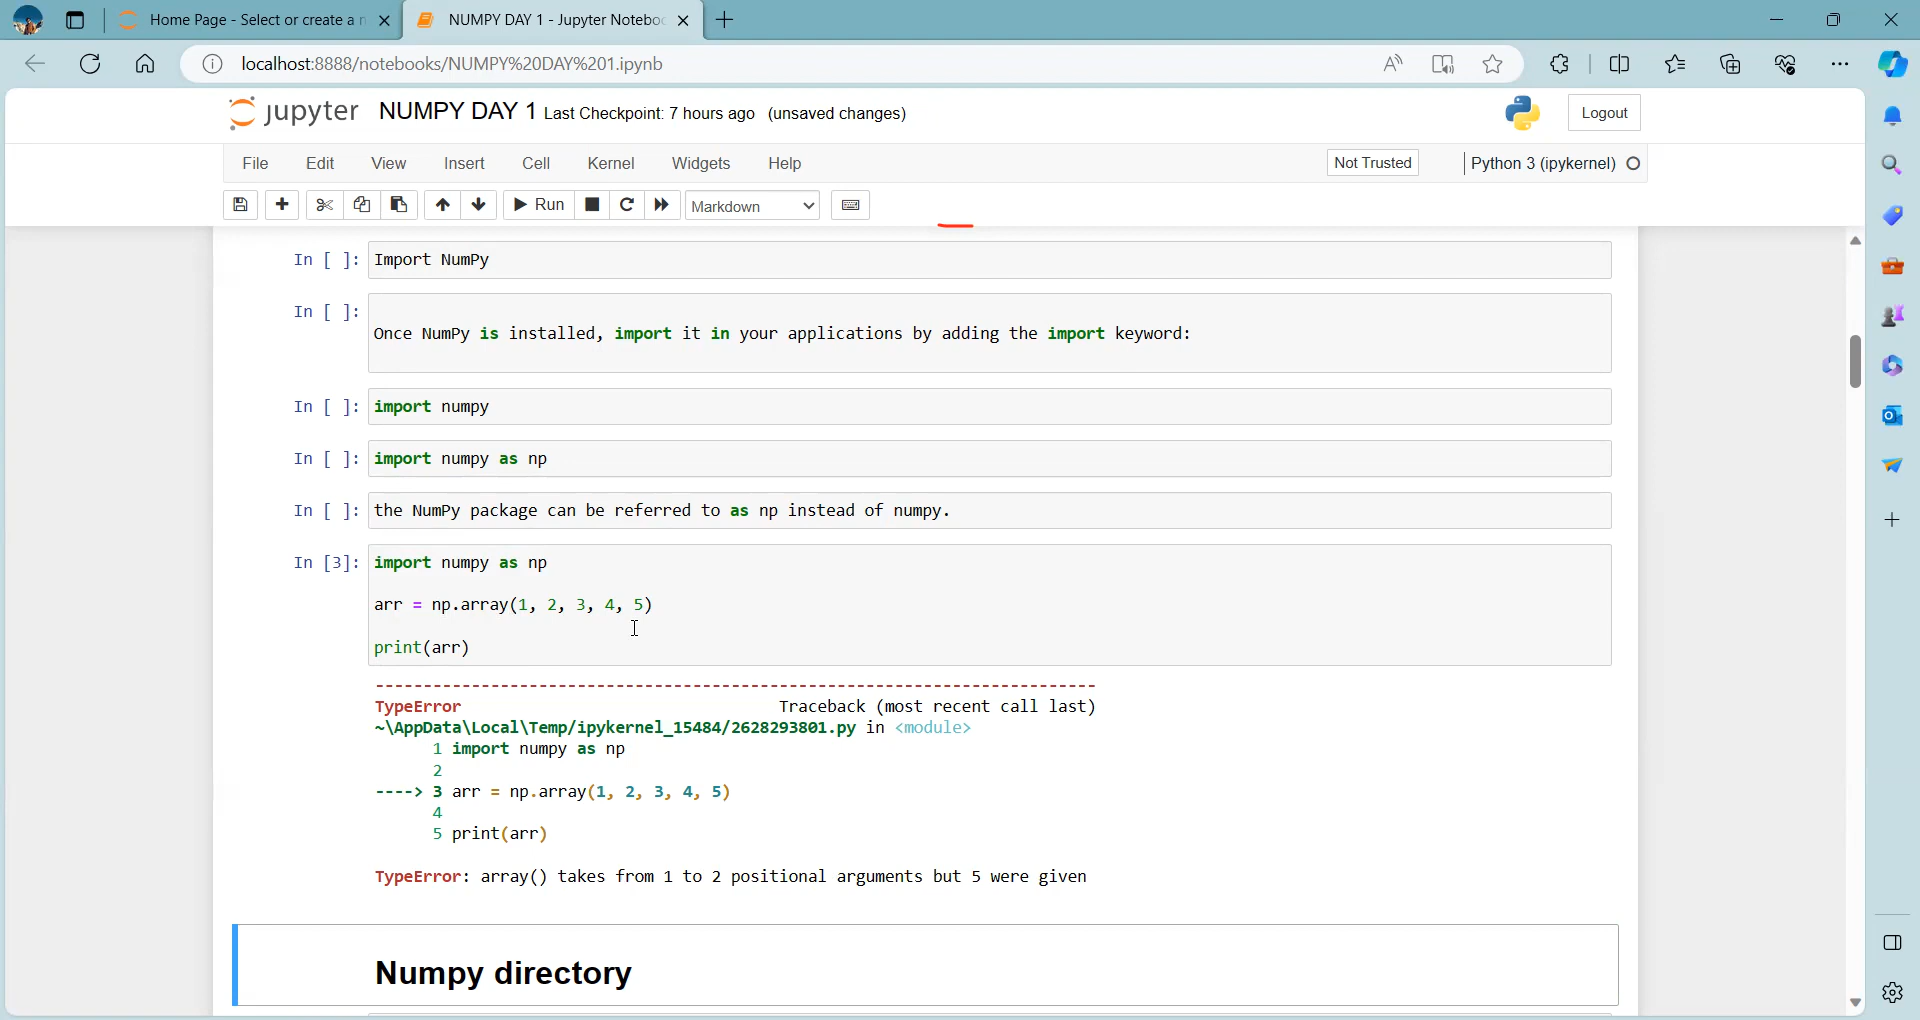 Home Page - Select or create a n
NUMPY DAY 1 - Jupyter Noteboo
localhost:8888/notebooks/NUMPY%20DAY%201.ipynb
jupyter NUMPY DAY 1 Last Checkpoint: 7 hours ago (unsaved changes)
Logout
File Edit View Insert Cell Kernel Widgets Help
Not Trusted
Python 3 (ipykernel)
Run
Markdown
In [ ]: Import NumPy
In [ ]:
Once NumPy is installed, import it in your applications by adding the import keyword:
In [ ]: import numpy
In [ ]: import numpy as np
In [ ]: the NumPy package can be referred to as np instead of numpy.
In [3]: import numpy as np
arr = np.array(1, 2, 3, 4, 5)
print(arr)
---------------------------------------------------------------------------
TypeError Traceback (most recent call last)
~\AppData\Local\Temp/ipykernel_15484/2628293801.py in <module>
1 import numpy as np
2
----> 3 arr = np.array(1, 2, 3, 4, 5)
4
5 print(arr)
TypeError: array() takes from 1 to 2 positional arguments but 5 were given
Numpy directory